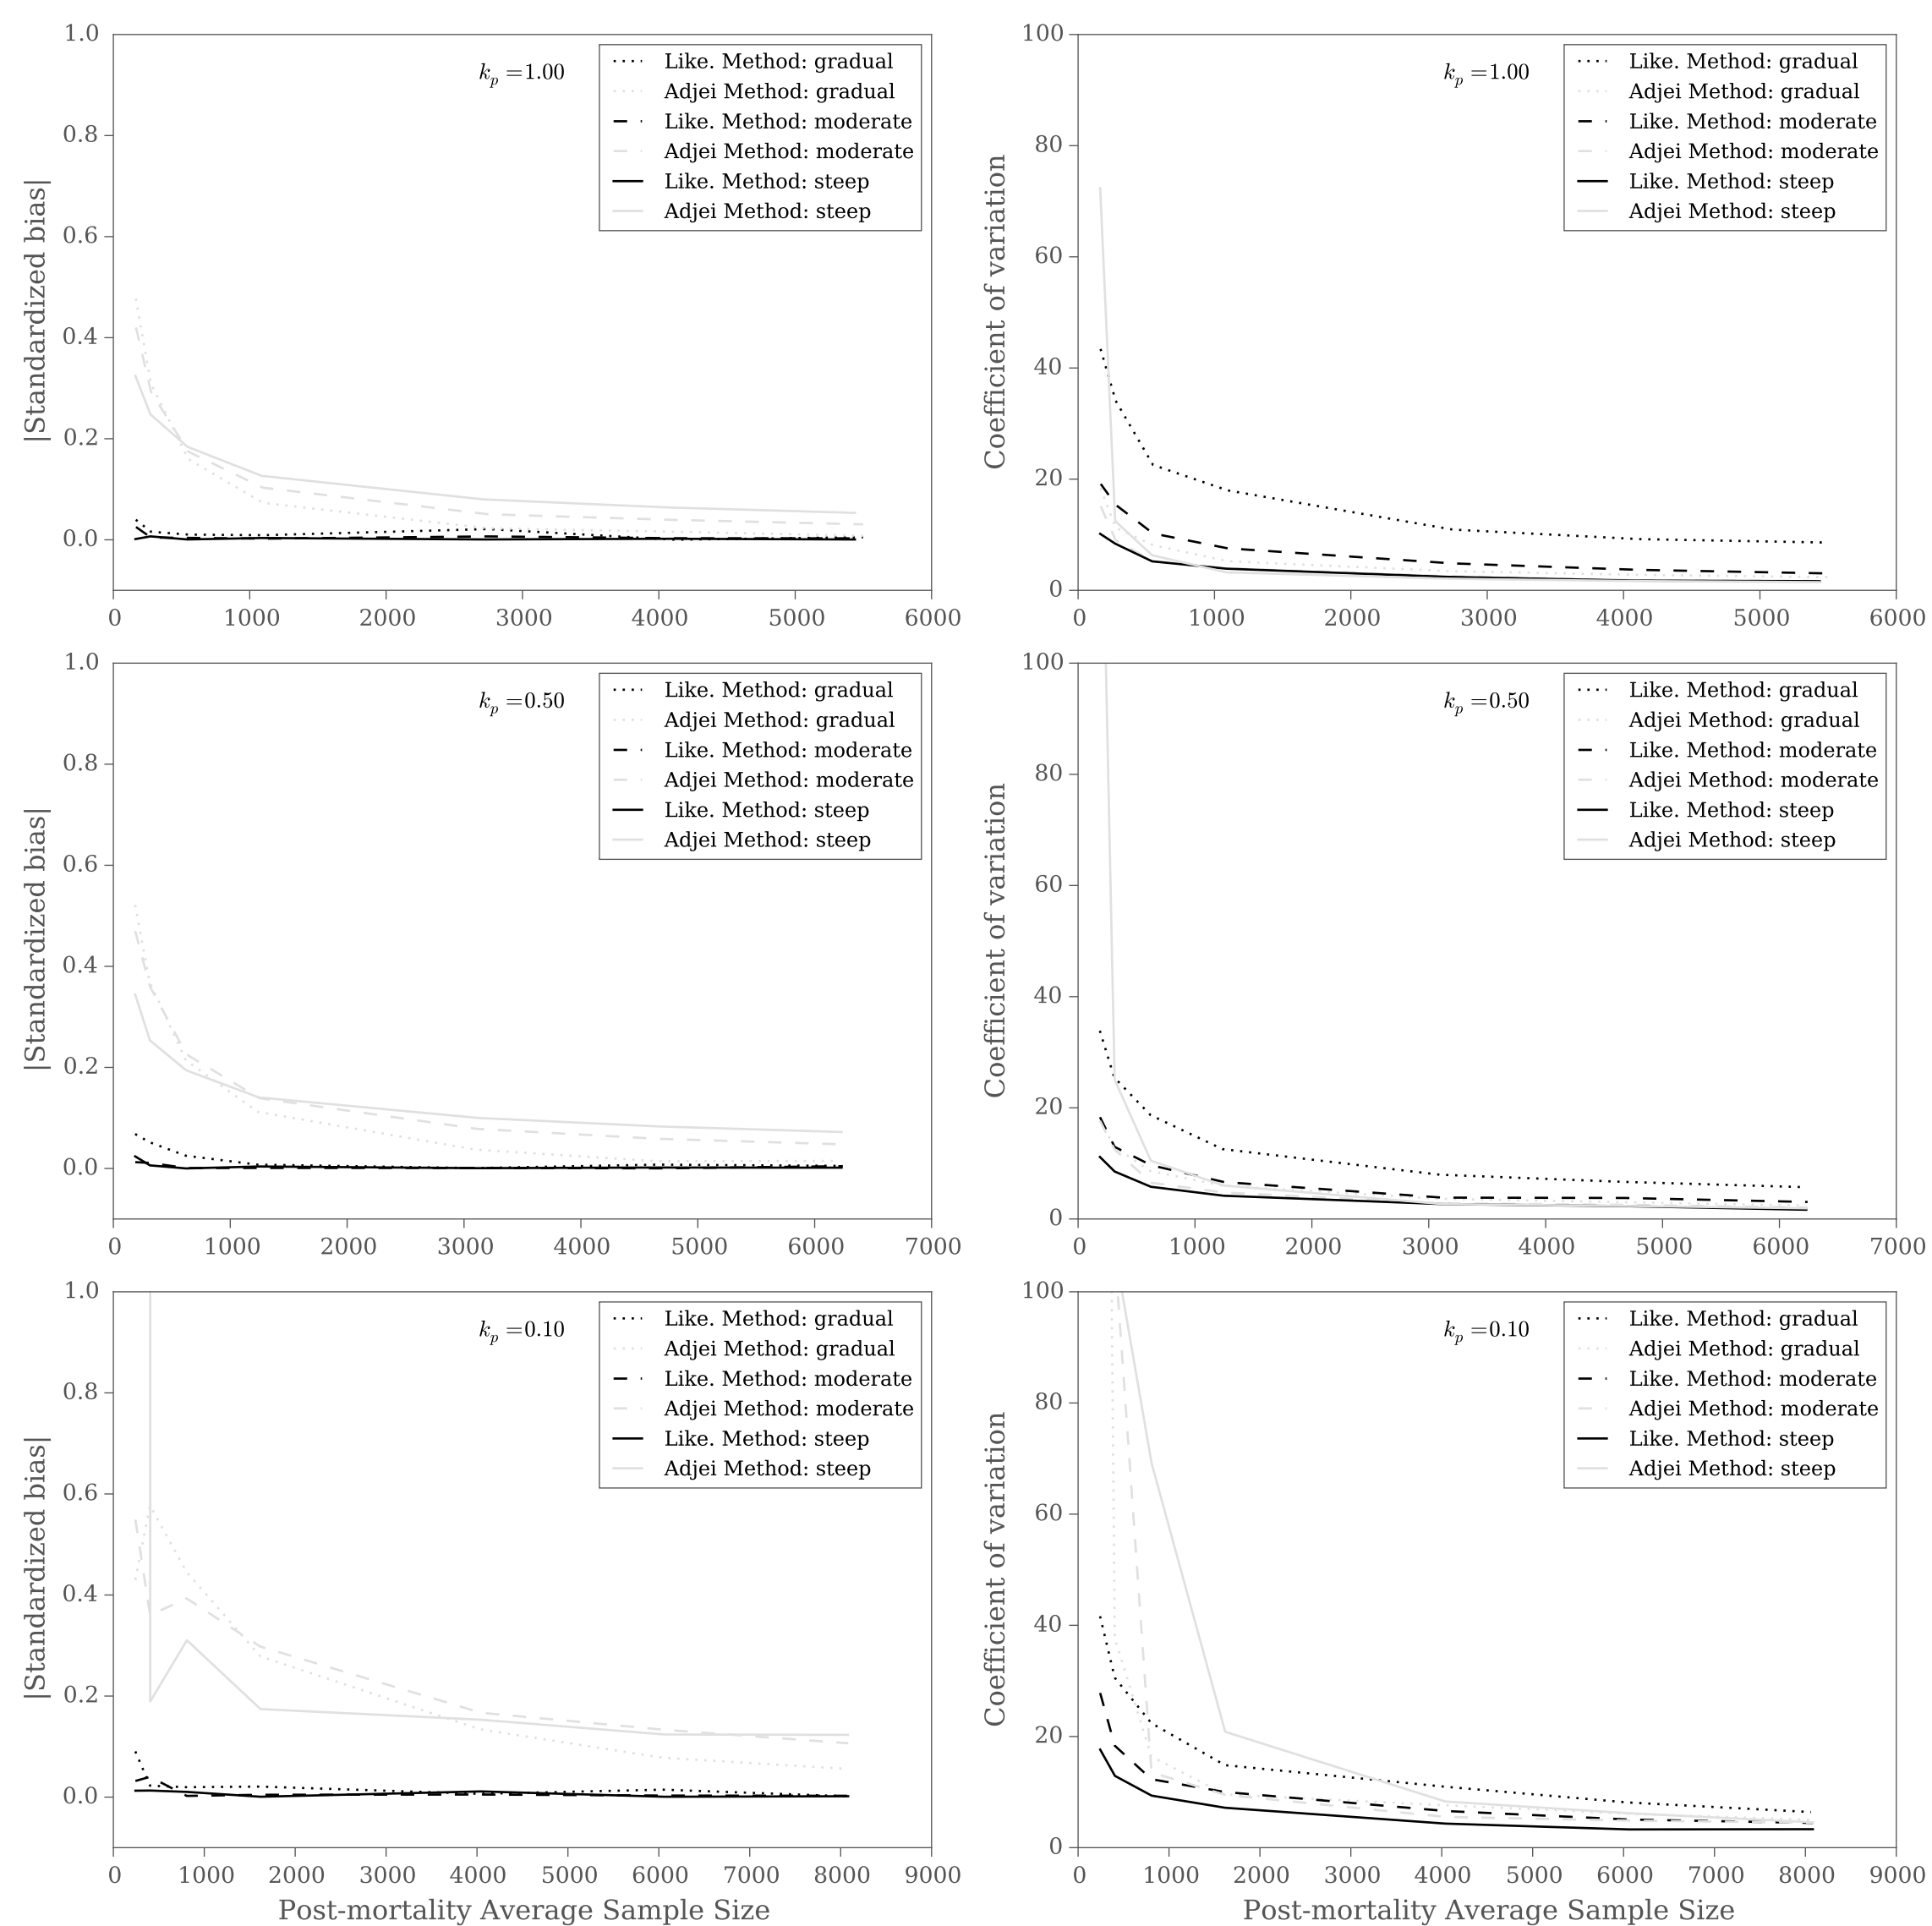 |Standardized bias|
1.0
0.8
0.6
0.4
0.2
0.0
k_p =1.00
Like. Method: gradual
Adjei Method: gradual
Like. Method: moderate
Adjei Method: moderate
Like. Method: steep
Adjei Method: steep
0 1000 2000 3000 4000 5000 6000
Coefficient of variation
100
80
60
40
20
0
k_p =1.00
Like. Method: gradual
Adjei Method: gradual
Like. Method: moderate
Adjei Method: moderate
Like. Method: steep
Adjei Method: steep
0 1000 2000 3000 4000 5000 6000
|Standardized bias|
1.0
0.8
0.6
0.4
0.2
0.0
k_p =0.50
Like. Method: gradual
Adjei Method: gradual
Like. Method: moderate
Adjei Method: moderate
Like. Method: steep
Adjei Method: steep
0 1000 2000 3000 4000 5000 6000 7000
Coefficient of variation
100
80
60
40
20
0
k_p =0.50
Like. Method: gradual
Adjei Method: gradual
Like. Method: moderate
Adjei Method: moderate
Like. Method: steep
Adjei Method: steep
0 1000 2000 3000 4000 5000 6000 7000
|Standardized bias|
1.0
0.8
0.6
0.4
0.2
0.0
k_p =0.10
Like. Method: gradual
Adjei Method: gradual
Like. Method: moderate
Adjei Method: moderate
Like. Method: steep
Adjei Method: steep
0 1000 2000 3000 4000 5000 6000 7000 8000 9000
Post-mortality Average Sample Size
Coefficient of variation
100
80
60
40
20
0
k_p =0.10
Like. Method: gradual
Adjei Method: gradual
Like. Method: moderate
Adjei Method: moderate
Like. Method: steep
Adjei Method: steep
0 1000 2000 3000 4000 5000 6000 7000 8000 9000
Post-mortality Average Sample Size